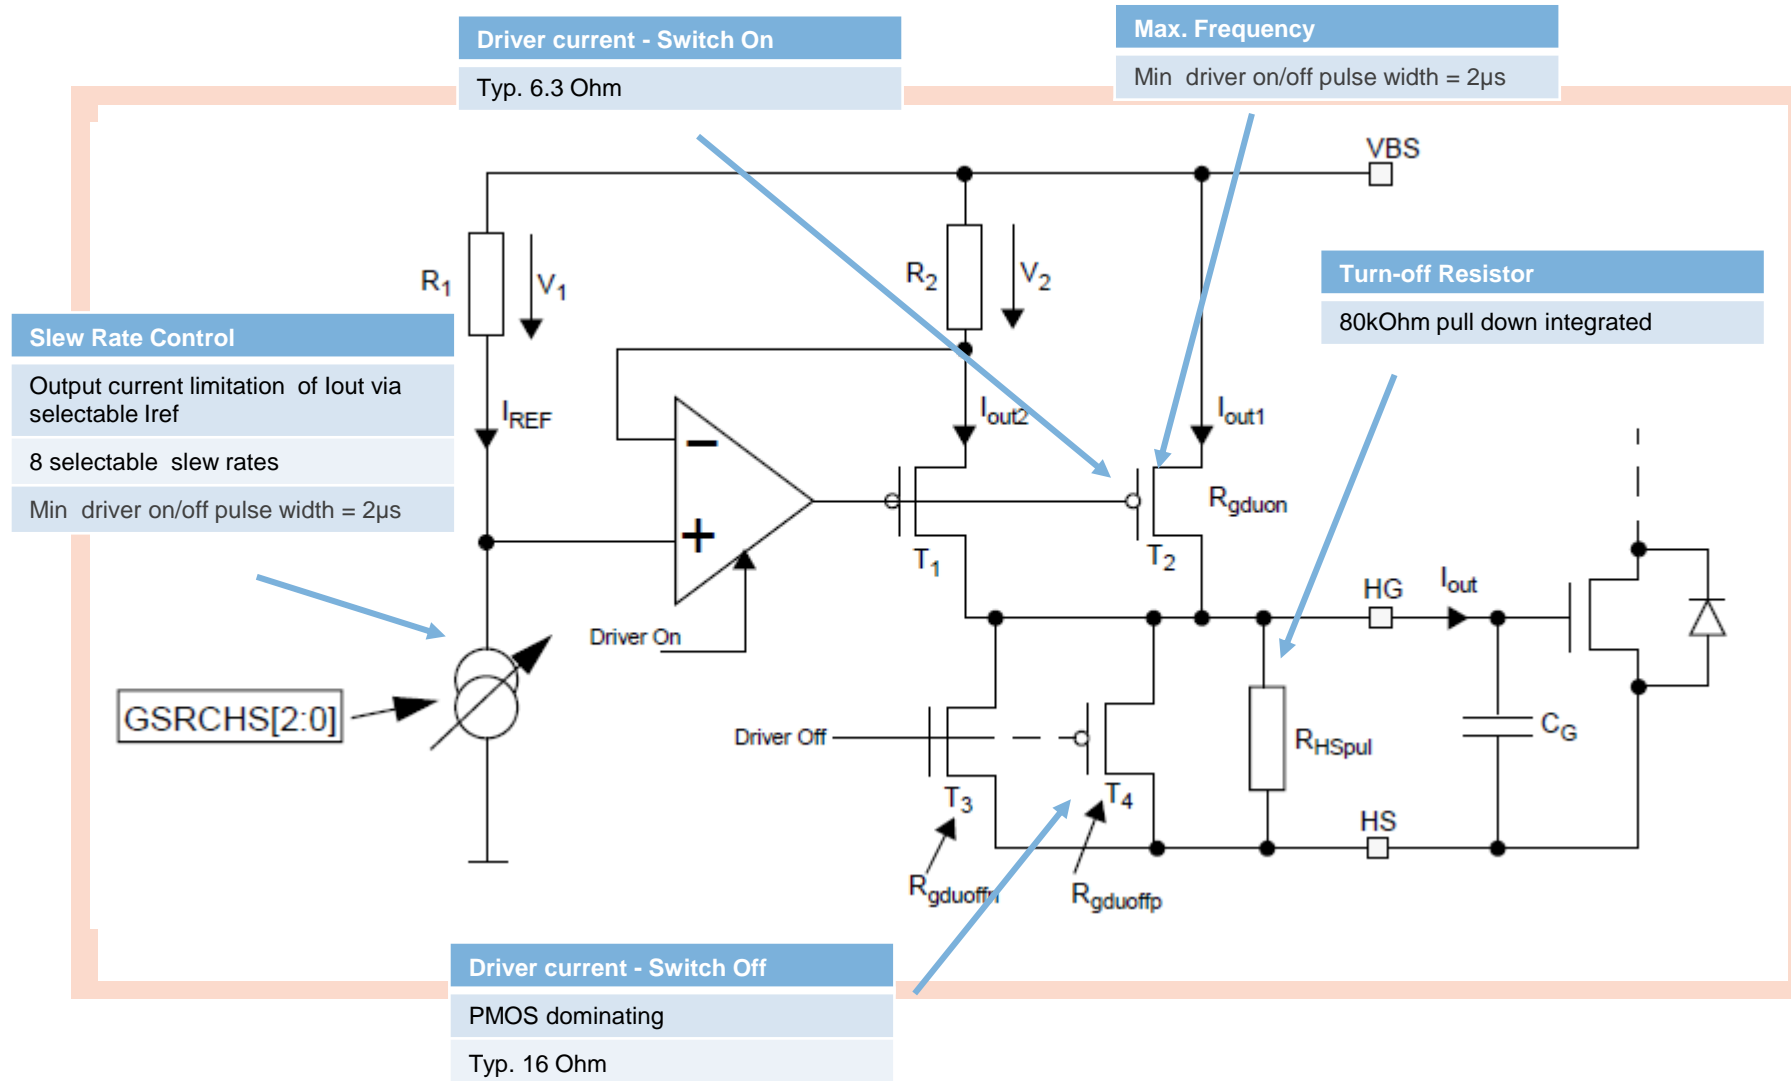 Driver current - Switch On
Typ. 6.3 Ohm
Max. Frequency
Min  driver on/off pulse width = 2µs
VBS
R1
V1
R2
V2
Turn-off Resistor
80kOhm pull down integrated
Slew Rate Control
Output current limitation  of Iout via
selectable Iref
8 selectable  slew rates
Min  driver on/off pulse width = 2µs
IREF
Iout2
Iout1
−
+
Rgduon
T1
T2
HG
Iout
Driver On
GSRCHS[2:0]
Driver Off
RHSpul
CG
T3
T4
HS
Rgduoffn
Rgduoffp
Driver current - Switch Off
PMOS dominating
Typ. 16 Ohm